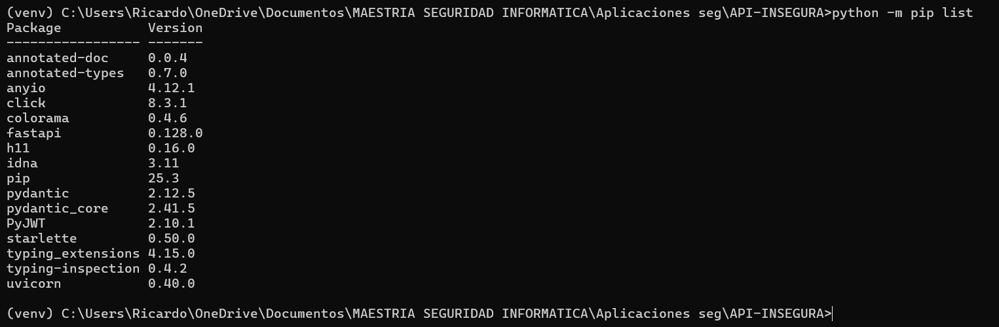 (venv) C:\Users\Ricardo\OneDrive\Documentos\MAESTRIA SEGURIDAD INFORMATICA\Aplicaciones seg\API-INSEGURA>python -m pip list
Package           Version
----------------- -------
annotated-doc     0.0.4
annotated-types   0.7.0
anyio             4.12.1
click             8.3.1
colorama          0.4.6
fastapi           0.128.0
h11               0.16.0
idna              3.11
pip               25.3
pydantic          2.12.5
pydantic_core     2.41.5
PyJWT             2.10.1
starlette         0.50.0
typing_extensions 4.15.0
typing-inspection 0.4.2
uvicorn           0.40.0
(venv) C:\Users\Ricardo\OneDrive\Documentos\MAESTRIA SEGURIDAD INFORMATICA\Aplicaciones seg\API-INSEGURA>